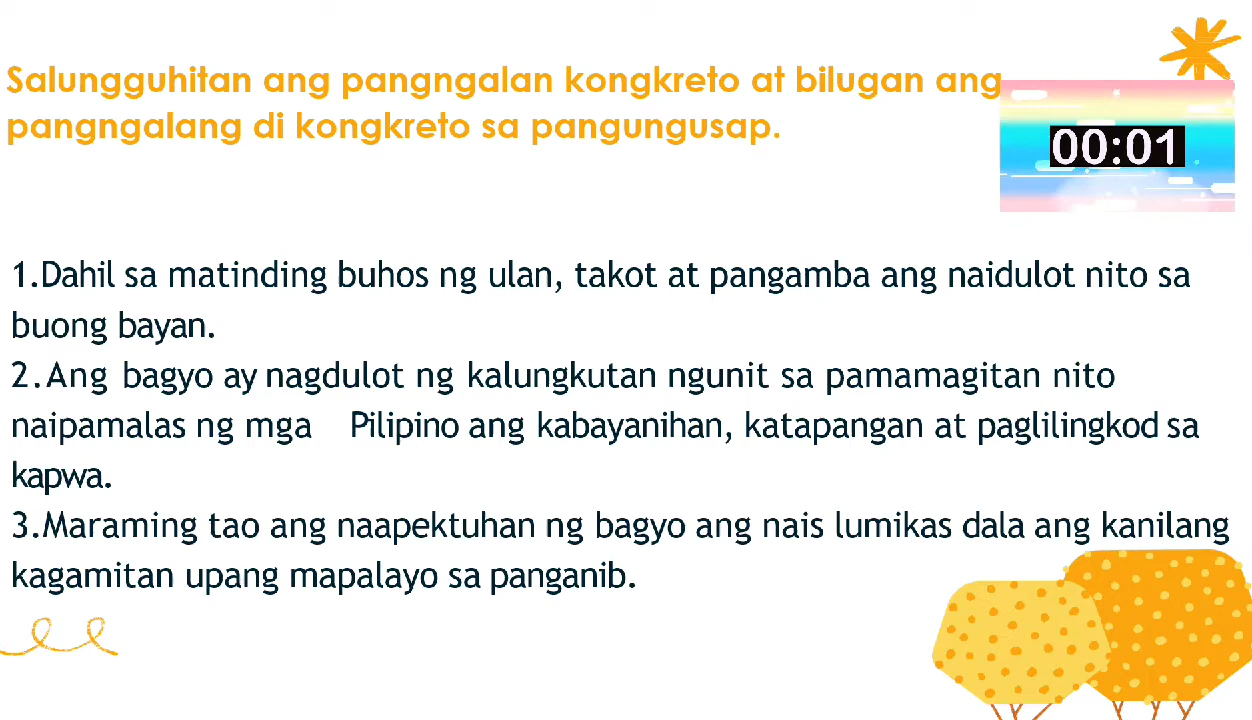 Salungguhitan ang pangngalan kongkreto at bilugan ang
pangngalang di kongkreto sa pangungusap.
00:01
1.Dahil sa matinding buhos ng ulan, takot at pangamba ang naidulot nito sa
buong bayan.
2.Ang bagyo ay nagdulot ng kalungkutan ngunit sa pamamagitan nito
naipamalas ng mga Pilipino ang kabayanihan, katapangan at paglilingkod sa
kapwa.
3.Maraming tao ang naapektuhan ng bagyo ang nais lumikas dala ang kanilang
kagamitan upang mapalayo sa panganib.